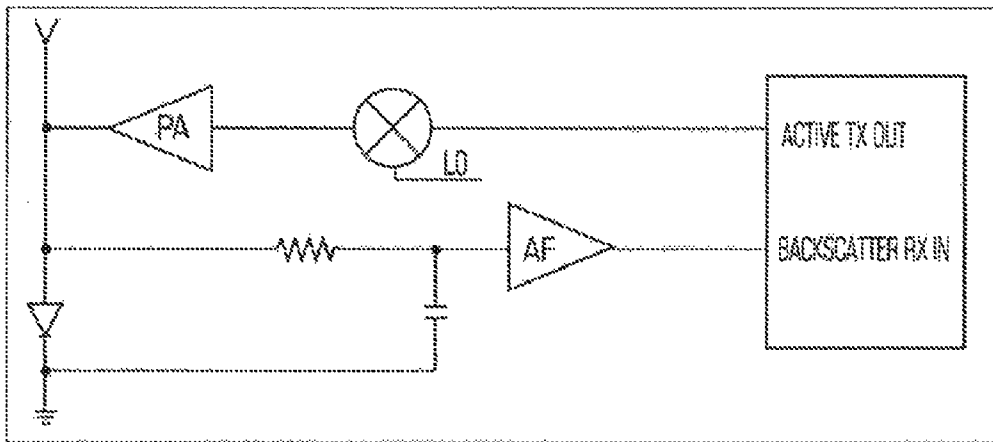 PA
LO
ACTIVE TX OUT
AF
BACKSCATTER RX IN